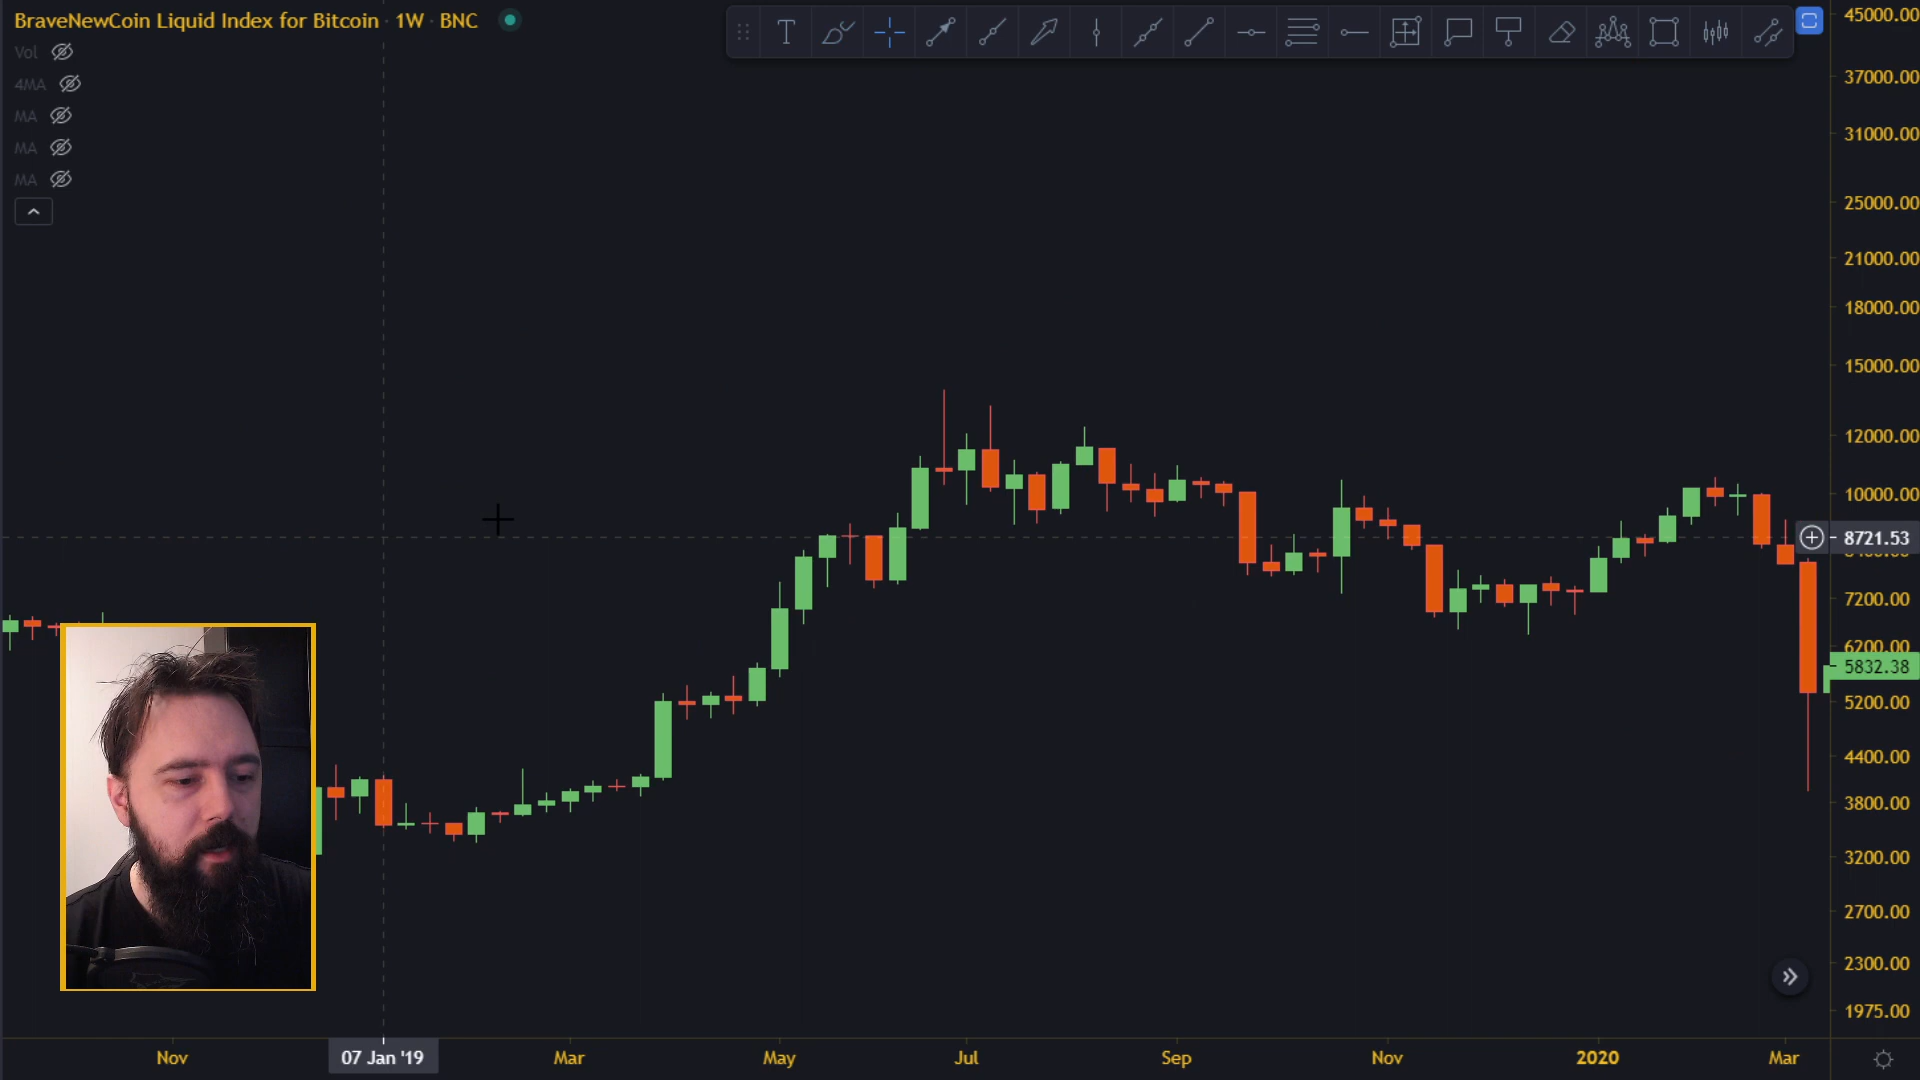 BraveNewCoin Liquid Index for Bitcoin · 1W · BNC
Vol
4MA
MA
MA
MA
T
45000.00
37000.00
31000.00
25000.00
21000.00
18000.00
15000.00
12000.00
10000.00
8721.53
7200.00
6200.00
5832.38
5200.00
4400.00
3800.00
3200.00
2700.00
2300.00
1975.00
Nov 07 Jan '19 Mar May Jul Sep Nov 2020 Mar